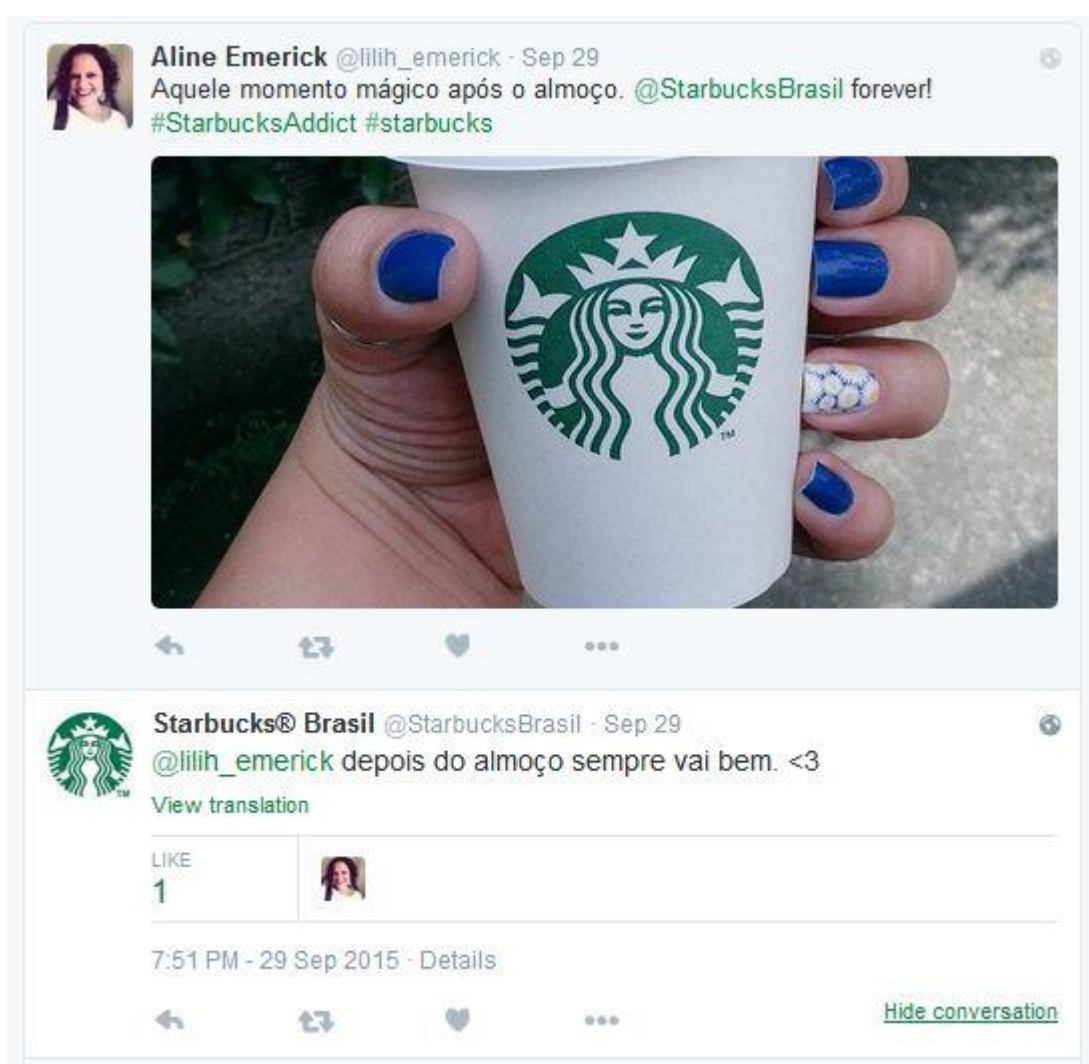 Aline Emerick @lilih_emerick · Sep 29
Aquele momento mágico após o almoço. @StarbucksBrasil forever!
#StarbucksAddict #starbucks
TM
Starbucks® Brasil @StarbucksBrasil · Sep 29
@lilih_emerick depois do almoço sempre vai bem. <3
TM
View translation
LIKE
1
7:51 PM - 29 Sep 2015 · Details
Hide conversation